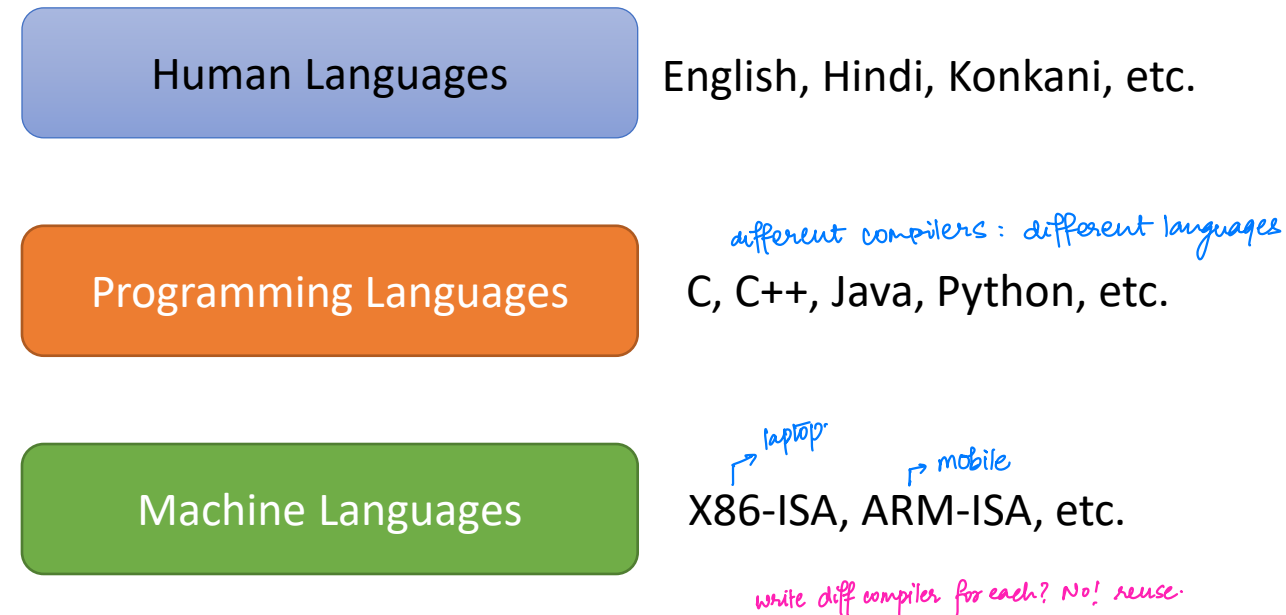 Human Languages
English, Hindi, Konkani, etc.
different compilers: different languages
Programming Languages
C, C++, Java, Python, etc.
laptop.
mobile
Machine Languages
X86-ISA, ARM-ISA, etc.
write diff compiler for each? No! reuse.